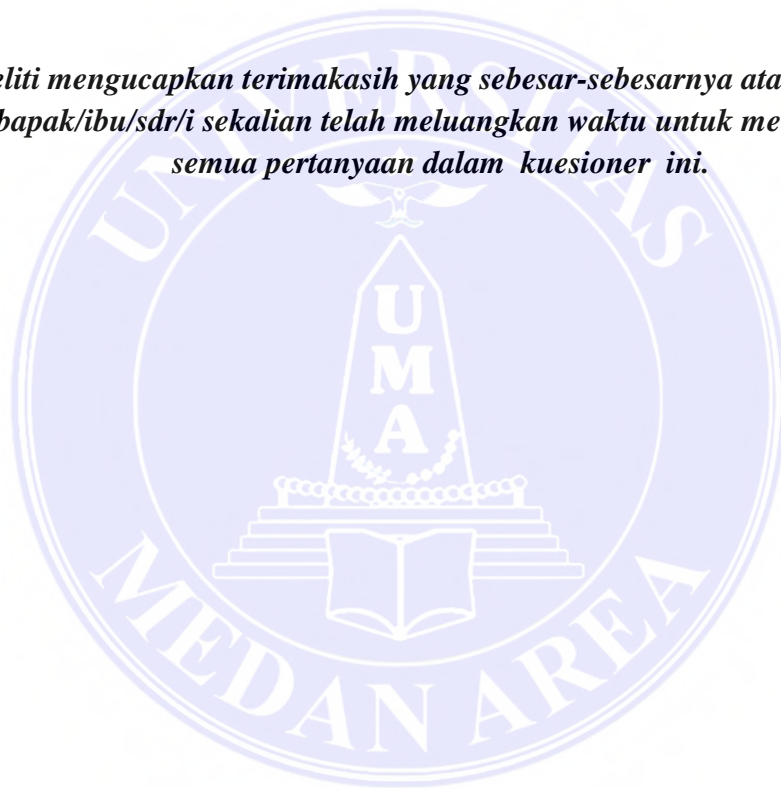 eliti mengucapkan terimakasih yang sebesar-sebesarnya ata
bapak/ibu/sdr/i sekalian telah meluangkan waktu untuk me
semua pertanyaan dalam kuesioner ini.
UNIVERSITAS
U
M
A
MEDAN AREA